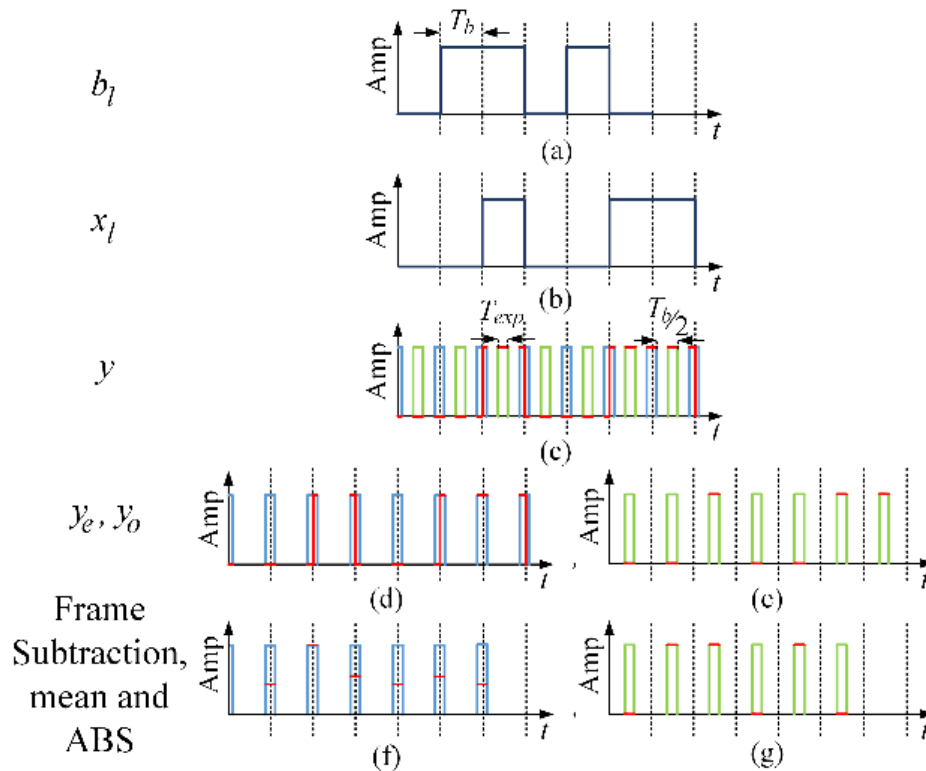 b_l
Amp
T_b
t
(a)
x_l
Amp
t
(b)
y
Amp
T_exp.
T_b/2
t
(c)
y_e, y_o
Amp
t
(d)
,
Amp
t
(e)
Frame
Subtraction,
mean and
ABS
Amp
t
(f)
,
Amp
t
(g)